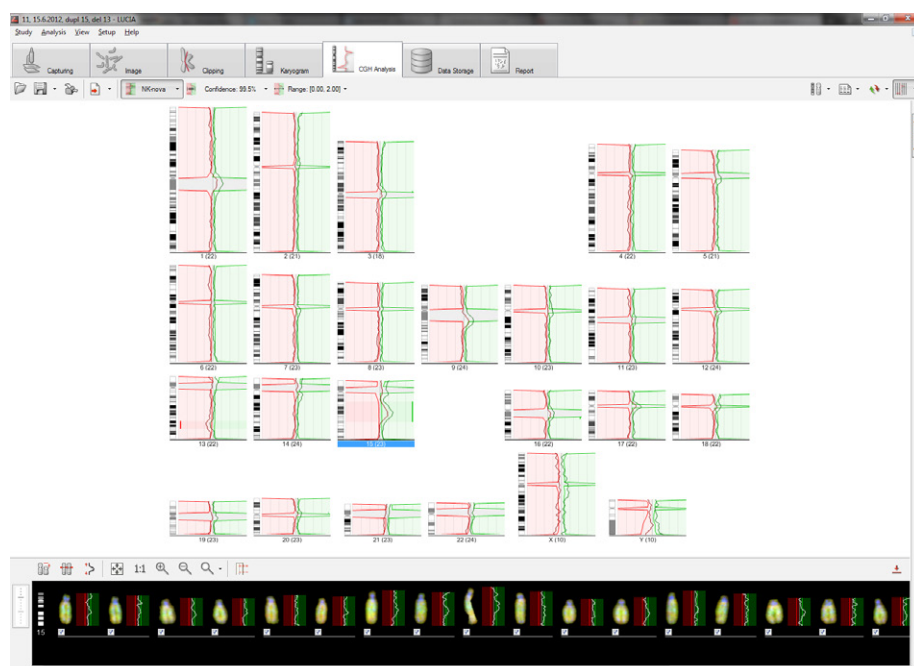 11, 15.6.2012, dupl 15, del 13 - LUCIA
Study Analysis View Setup Help
Capturing Image Clipping Karyogram CGH Analysis Data Storage Report
NK-nova Confidence: 99.5% Range: [0.00, 2.00]
1 (22) 2 (21) 3 (18) 4 (22) 5 (21)
6 (22) 7 (23) 8 (23) 9 (24) 10 (23) 11 (23) 12 (24)
13 (22) 14 (24) 15 (23) 16 (22) 17 (22) 18 (22)
19 (23) 20 (23) 21 (23) 22 (24) X (10) Y (10)
1:1
15